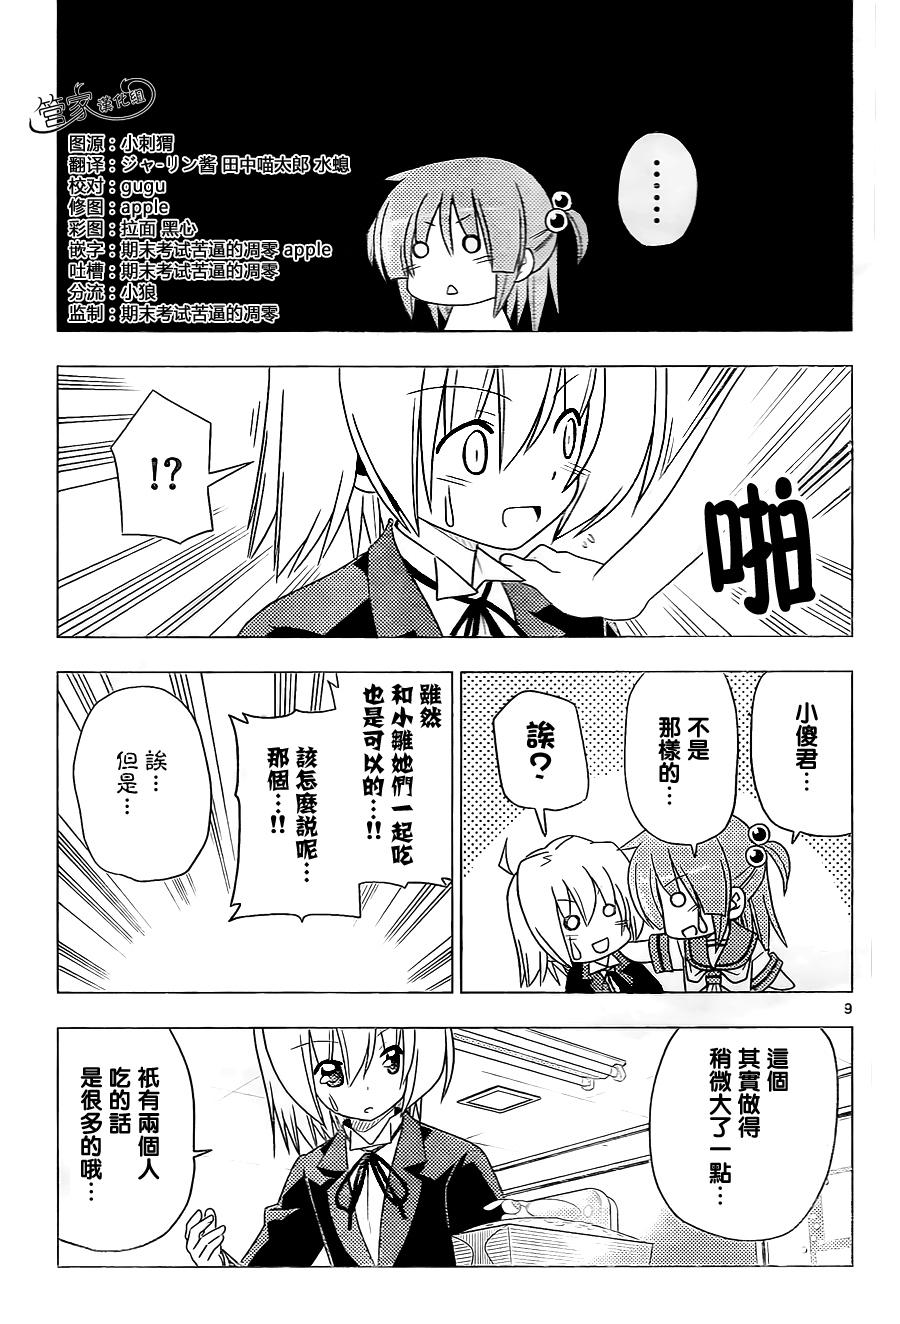 管家漢化組
图源：小刺猬
翻译：ジャーリン酱 田中喵太郎 水螅
校对：gugu
修图：apple
彩图：拉面 黑心
嵌字：期末考试苦逼的凋零 apple
吐槽：期末考试苦逼的凋零
分流：小狼
监制：期末考试苦逼的凋零
……
啪
!?
小傻君…
不是
那樣的…
誒？
雖然
和小雛她們一起吃
也是可以的…!!
該怎麼説呢…
那個…!!
誒…
但是…
9
這個
其實做得
稍微大了一點…
衹有兩個人
吃的話
是很多的哦…